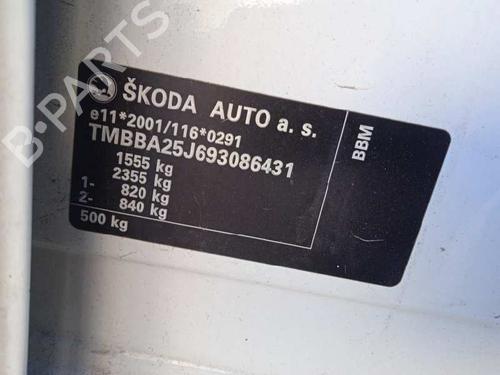 B-PARTS
ŠKODA AUTO a. s.
e11*2001/116*0291
TMBBA25J693086431
1555 kg
2355 kg
1- 820 kg
2- 840 kg
500 kg
BBM